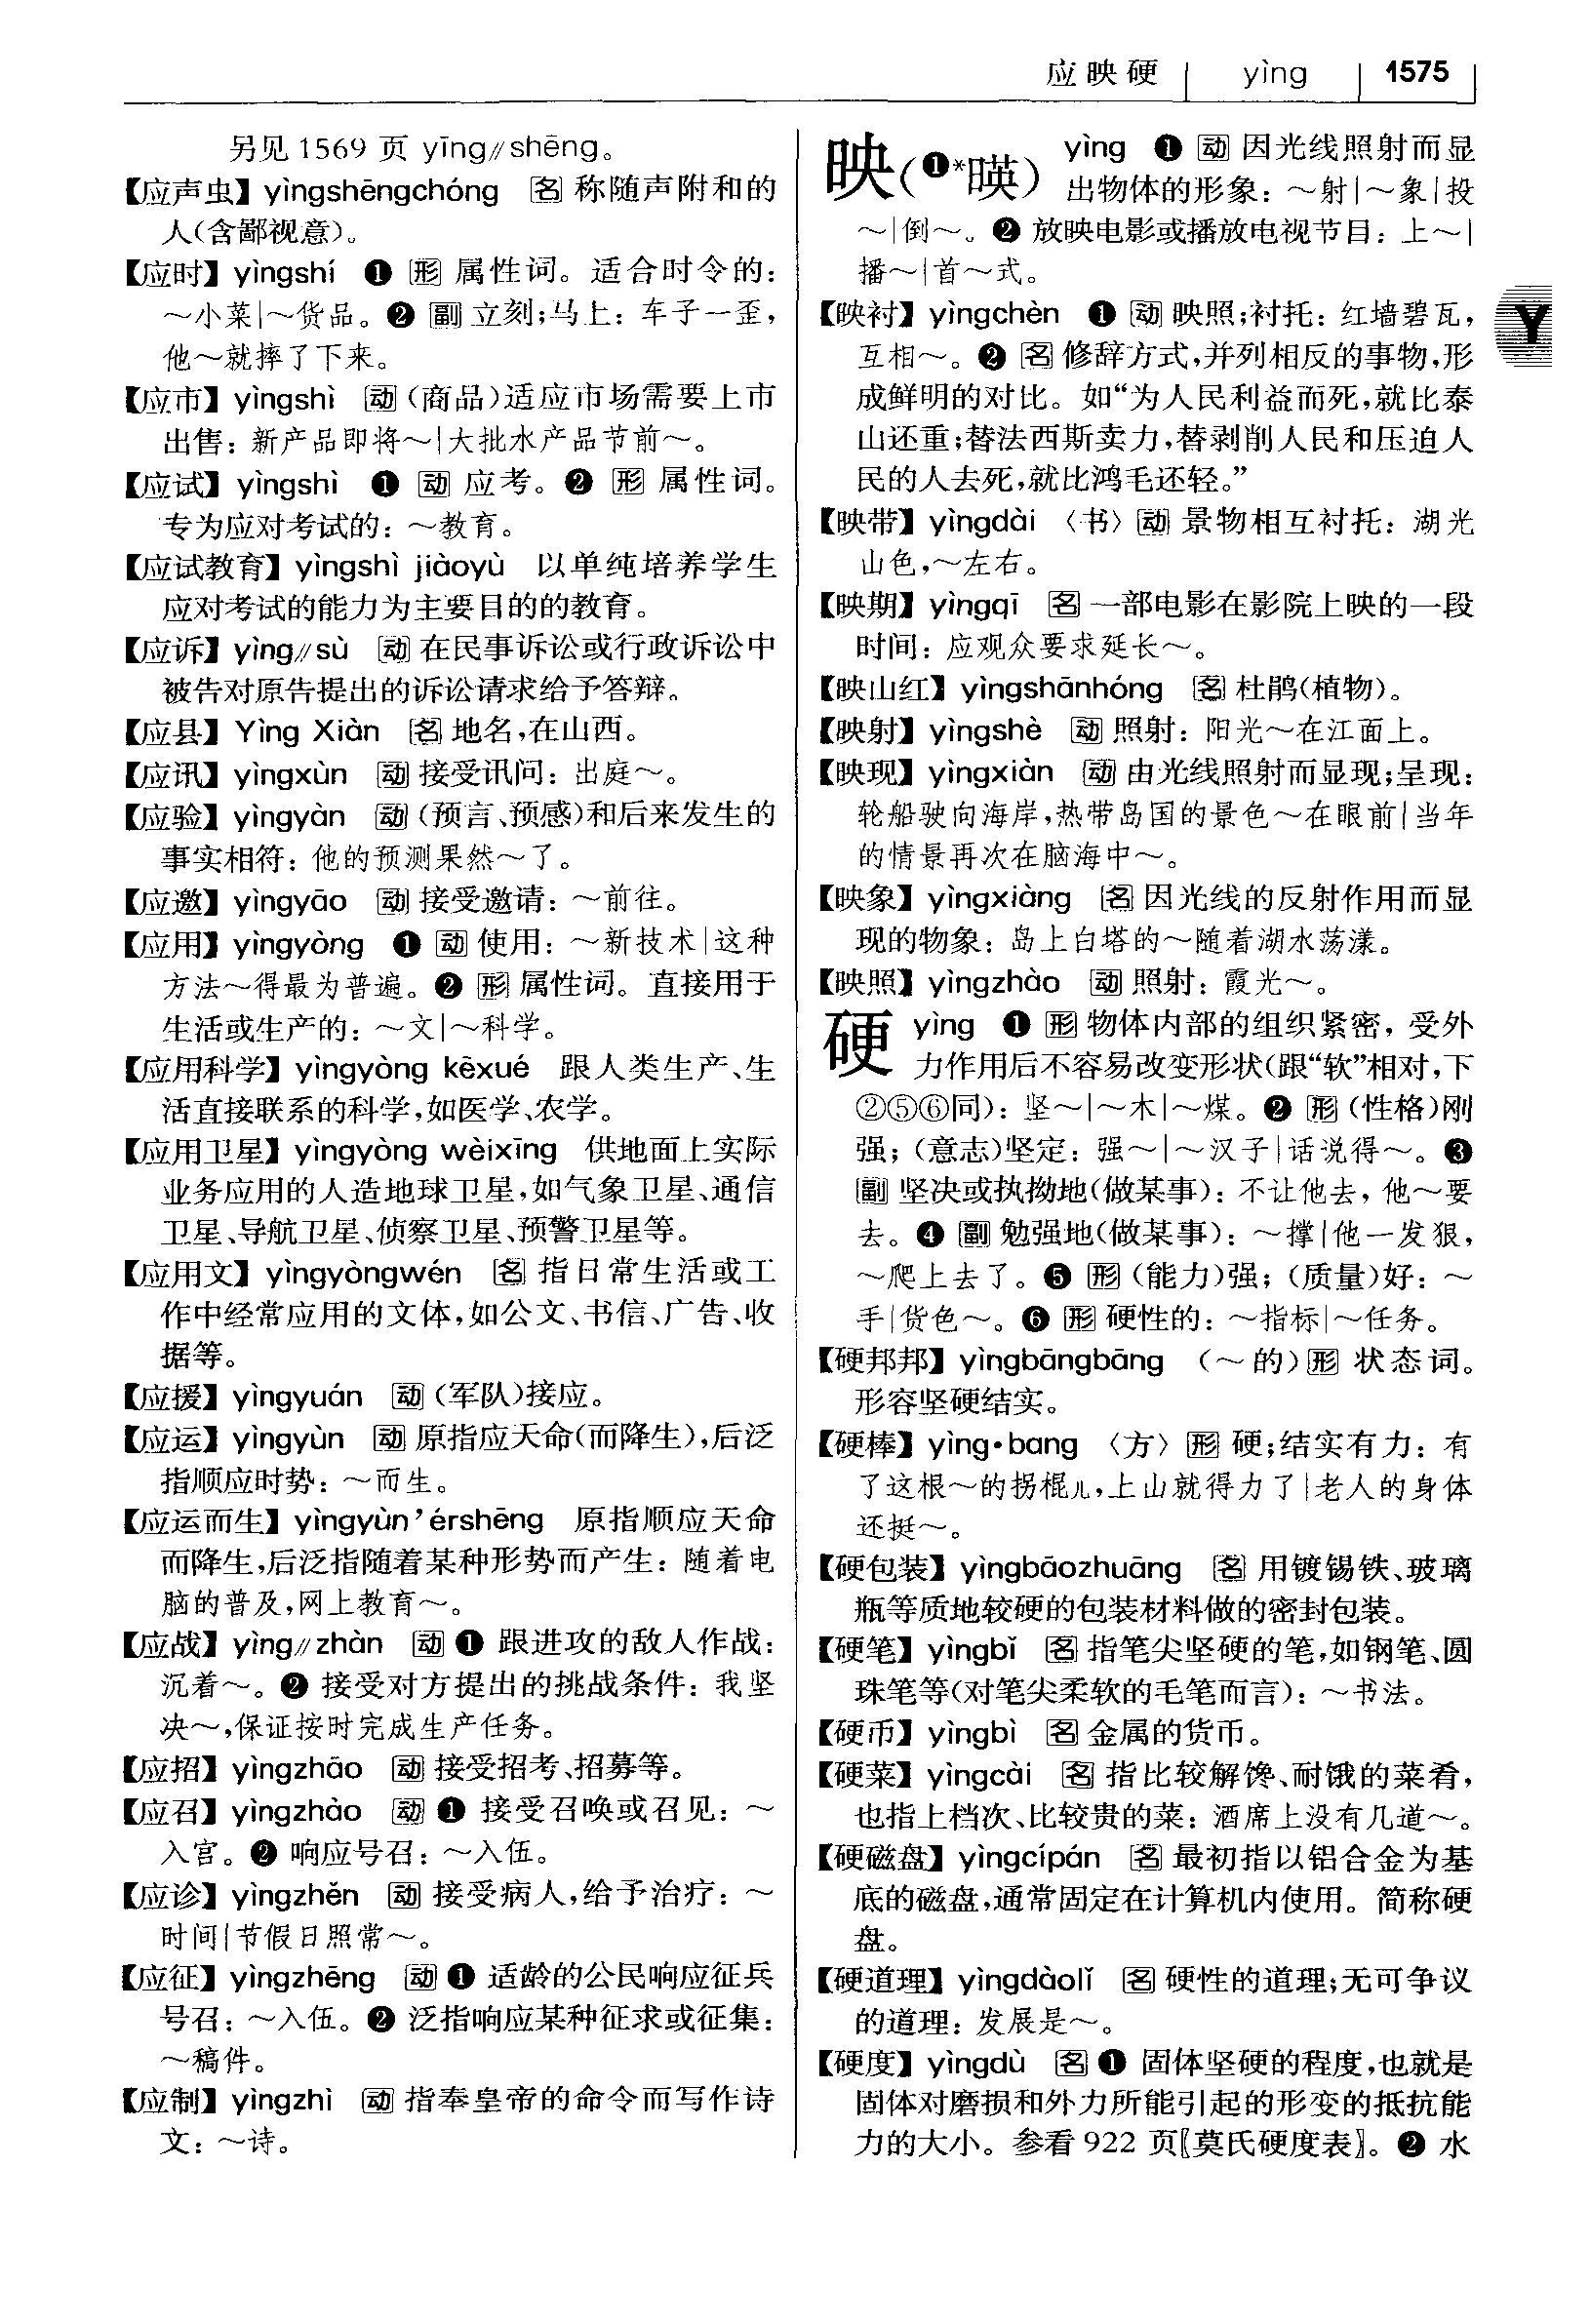 应映硬 yìng 1575
另见1569页 yīng∥shēng。
【应声虫】yìngshēngchóng 名 称随声附和的
人(含鄙视意)。
【应时】yìngshí ❶ 形 属性词。适合时令的:
～小菜|～货品。❷ 副 立刻;马上:车子一歪,
他～就摔了下来。
【应市】yìngshì 动 (商品)适应市场需要上市
出售:新产品即将～|大批水产品节前～。
【应试】yìngshì ❶ 动 应考。❷ 形 属性词。
专为应对考试的:～教育。
【应试教育】yìngshì jiàoyù 以单纯培养学生
应对考试的能力为主要目的的教育。
【应诉】yìng∥sù 动 在民事诉讼或行政诉讼中
被告对原告提出的诉讼请求给予答辩。
【应县】Yìng Xiàn 名 地名,在山西。
【应讯】yìngxùn 动 接受讯问:出庭～。
【应验】yìngyàn 动 (预言、预感)和后来发生的
事实相符:他的预测果然～了。
【应邀】yìngyāo 动 接受邀请:～前往。
【应用】yìngyòng ❶ 动 使用:～新技术|这种
方法～得最为普遍。❷ 形 属性词。直接用于
生活或生产的:～文|～科学。
【应用科学】yìngyòng kēxué 跟人类生产、生
活直接联系的科学,如医学、农学。
【应用卫星】yìngyòng wèixīng 供地面上实际
业务应用的人造地球卫星,如气象卫星、通信
卫星、导航卫星、侦察卫星、预警卫星等。
【应用文】yìngyòngwén 名 指日常生活或工
作中经常应用的文体,如公文、书信、广告、收
据等。
【应援】yìngyuán 动 (军队)接应。
【应运】yìngyùn 动 原指应天命(而降生),后泛
指顺应时势:～而生。
【应运而生】yìngyùn’érshēng 原指顺应天命
而降生,后泛指随着某种形势而产生:随着电
脑的普及,网上教育～。
【应战】yìng∥zhàn 动 ❶ 跟进攻的敌人作战:
沉着～。❷ 接受对方提出的挑战条件:我坚
决～,保证按时完成生产任务。
【应招】yìngzhāo 动 接受招考、招募等。
【应召】yìngzhào 动 ❶ 接受召唤或召见:～
入宫。❷ 响应号召:～入伍。
【应诊】yìngzhěn 动 接受病人,给予治疗:～
时间|节假日照常～。
【应征】yìngzhēng 动 ❶ 适龄的公民响应征兵
号召:～入伍。❷ 泛指响应某种征求或征集:
～稿件。
【应制】yìngzhì 动 指奉皇帝的命令而写作诗
文:～诗。
映(❶*暎) yìng ❶ 动 因光线照射而显
出物体的形象:～射|～象|投
～|倒～。❷ 放映电影或播放电视节目:上～|
播～|首～式。
【映衬】yìngchèn ❶ 动 映照;衬托:红墙碧瓦,
互相～。❷ 名 修辞方式,并列相反的事物,形
成鲜明的对比。如“为人民利益而死,就比泰
山还重;替法西斯卖力,替剥削人民和压迫人
民的人去死,就比鸿毛还轻。”
【映带】yìngdài 〈书〉 动 景物相互衬托:湖光
山色,～左右。
【映期】yìngqī 名 一部电影在影院上映的一段
时间:应观众要求延长～。
【映山红】yìngshānhóng 名 杜鹃(植物)。
【映射】yìngshè 动 照射:阳光～在江面上。
【映现】yìngxiàn 动 由光线照射而显现;呈现:
轮船驶向海岸,热带岛国的景色～在眼前|当年
的情景再次在脑海中～。
【映象】yìngxiàng 名 因光线的反射作用而显
现的物象:岛上白塔的～随着湖水荡漾。
【映照】yìngzhào 动 照射:霞光～。
硬 yìng ❶ 形 物体内部的组织紧密,受外
力作用后不容易改变形状(跟“软”相对,下
②⑤⑥同):坚～|～木|～煤。❷ 形 (性格)刚
强;(意志)坚定:强～|～汉子|话说得～。❸
副 坚决或执拗地(做某事):不让他去,他～要
去。❹ 副 勉强地(做某事):～撑|他一发狠,
～爬上去了。❺ 形 (能力)强;(质量)好:～
手|货色～。❻ 形 硬性的:～指标|～任务。
【硬邦邦】yìngbāngbāng (～的) 形 状态词。
形容坚硬结实。
【硬棒】yìng·bang 〈方〉 形 硬;结实有力:有
了这根～的拐棍儿,上山就得力了|老人的身体
还挺～。
【硬包装】yìngbāozhuāng 名 用镀锡铁、玻璃
瓶等质地较硬的包装材料做的密封包装。
【硬笔】yìngbǐ 名 指笔尖坚硬的笔,如钢笔、圆
珠笔等(对笔尖柔软的毛笔而言):～书法。
【硬币】yìngbì 名 金属的货币。
【硬菜】yìngcài 名 指比较解馋、耐饿的菜肴,
也指上档次、比较贵的菜:酒席上没有几道～。
【硬磁盘】yìngcípán 名 最初指以铝合金为基
底的磁盘,通常固定在计算机内使用。简称硬
盘。
【硬道理】yìngdàolǐ 名 硬性的道理;无可争议
的道理:发展是～。
【硬度】yìngdù 名 ❶ 固体坚硬的程度,也就是
固体对磨损和外力所能引起的形变的抵抗能
力的大小。参看922页〖莫氏硬度表〗。❷ 水
Y